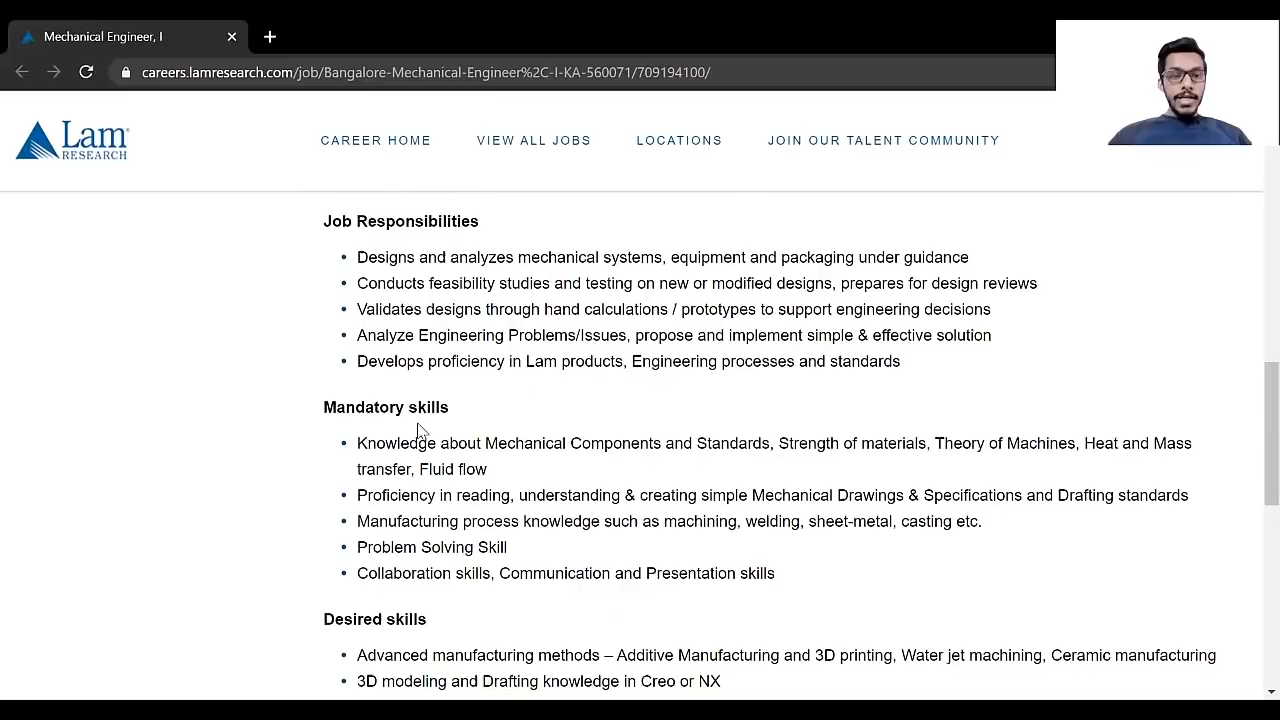 Mechanical Engineer, I
careers.lamresearch.com/job/Bangalore-Mechanical-Engineer%2C-I-KA-560071/709194100/
Lam
RESEARCH
CAREER HOME VIEW ALL JOBS LOCATIONS JOIN OUR TALENT COMMUNITY
Job Responsibilities
• Designs and analyzes mechanical systems, equipment and packaging under guidance
• Conducts feasibility studies and testing on new or modified designs, prepares for design reviews
• Validates designs through hand calculations / prototypes to support engineering decisions
• Analyze Engineering Problems/Issues, propose and implement simple & effective solution
• Develops proficiency in Lam products, Engineering processes and standards
Mandatory skills
• Knowledge about Mechanical Components and Standards, Strength of materials, Theory of Machines, Heat and Mass
transfer, Fluid flow
• Proficiency in reading, understanding & creating simple Mechanical Drawings & Specifications and Drafting standards
• Manufacturing process knowledge such as machining, welding, sheet-metal, casting etc.
• Problem Solving Skill
• Collaboration skills, Communication and Presentation skills
Desired skills
• Advanced manufacturing methods – Additive Manufacturing and 3D printing, Water jet machining, Ceramic manufacturing
• 3D modeling and Drafting knowledge in Creo or NX